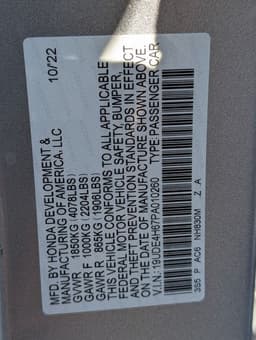 MFD. BY HONDA DEVELOPMENT & 10/22
MANUFACTURING OF AMERICA, LLC
GVWR 1850KG (4078LBS)
GAWR F 1000KG (2204LBS)
GAWR R 865KG (1906LBS)
THIS VEHICLE CONFORMS TO ALL APPLICABLE
FEDERAL MOTOR VEHICLE SAFETY, BUMPER,
AND THEFT PREVENTION STANDARDS IN EFFECT
ON THE DATE OF MANUFACTURE SHOWN ABOVE.
V.I.N.: 19UDE4H67PA010260 TYPE: PASSENGER CAR
3S5 P AC6 NH830M Z A